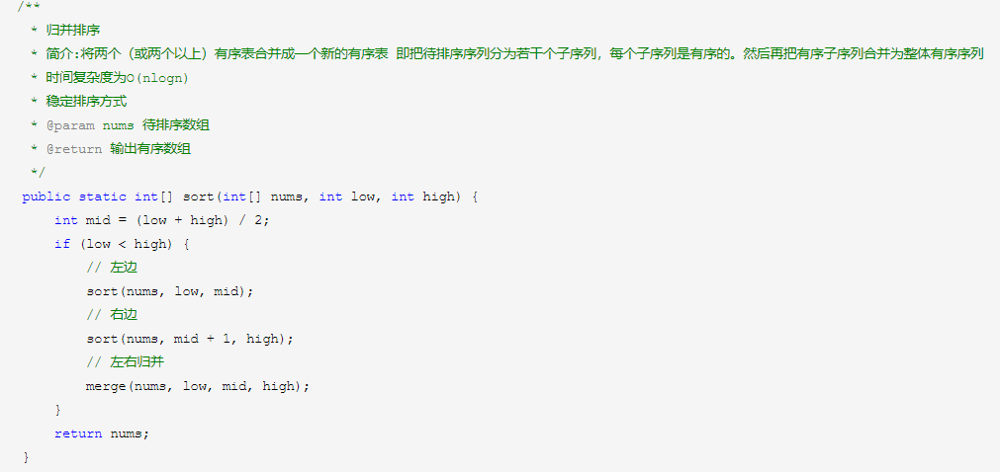 /**
 * 归并排序
 * 简介:将两个（或两个以上）有序表合并成一个新的有序表 即把待排序序列分为若干个子序列，每个子序列是有序的。然后再把有序子序列合并为整体有序序列
 * 时间复杂度为O(nlogn)
 * 稳定排序方式
 * @param nums 待排序数组
 * @return 输出有序数组
 */
public static int[] sort(int[] nums, int low, int high) {
    int mid = (low + high) / 2;
    if (low < high) {
        // 左边
        sort(nums, low, mid);
        // 右边
        sort(nums, mid + 1, high);
        // 左右归并
        merge(nums, low, mid, high);
    }
    return nums;
}